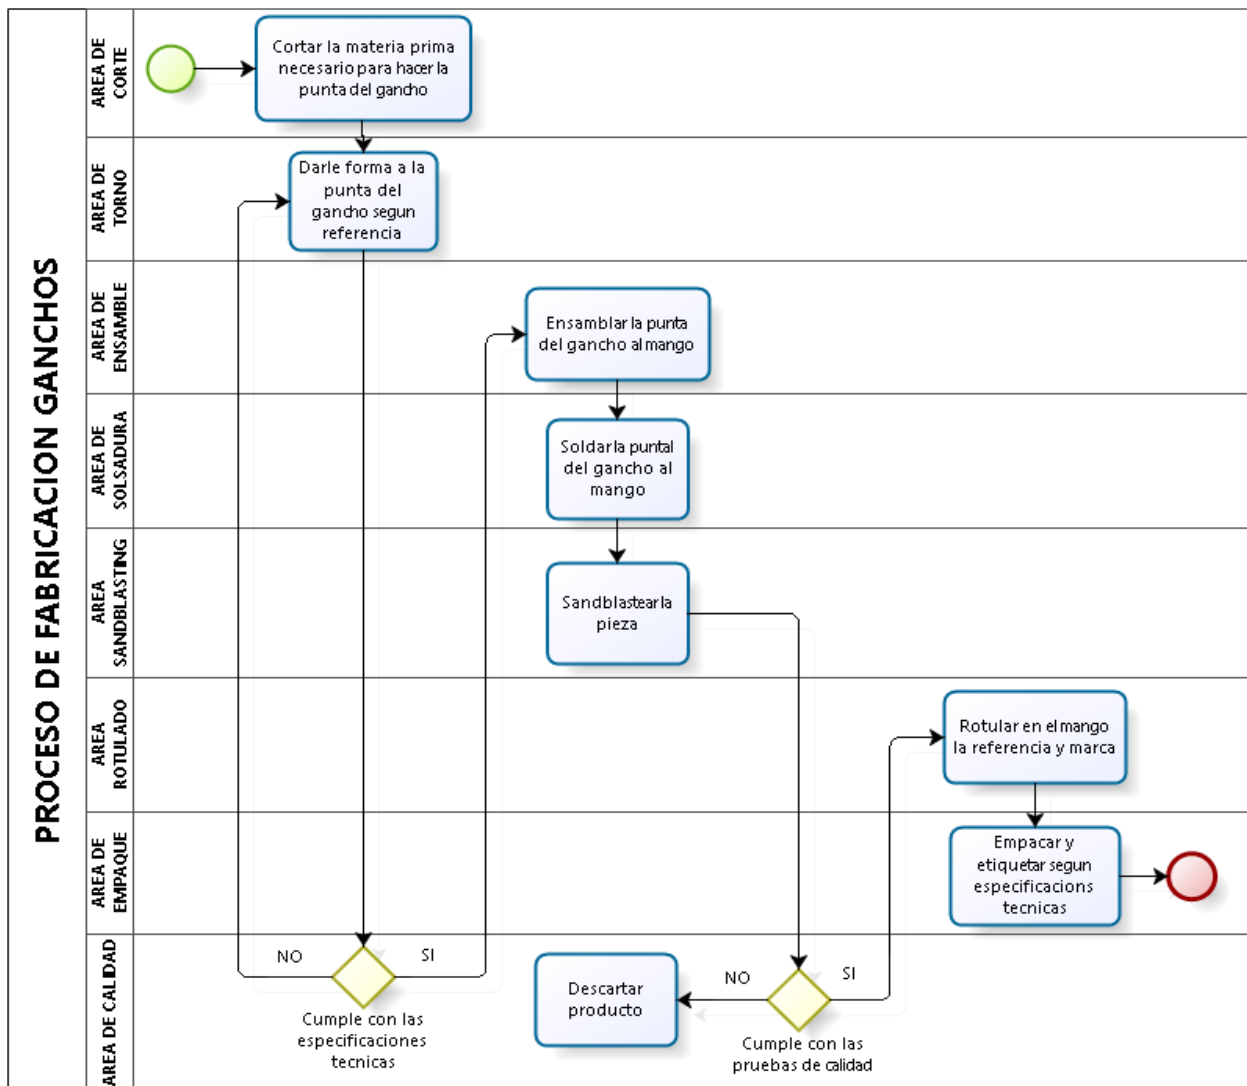 PROCESO DE FABRICACION GANCHOS
AREA DE
CORTE
Cortar la materia prima
necesario para hacer la
punta del gancho
AREA DE
TORNO
Darle forma a la
punta del
gancho segun
referencia
AREA DE
ENSAMBLE
Ensamblar la punta
del gancho al mango
AREA DE
SOLSADURA
Soldar la puntal
del gancho al
mango
AREA
SANDBLASTING
Sandblastear la
pieza
AREA
ROTULADO
Rotular en el mango
la referencia y marca
AREA DE
EMPAQUE
Empacar y
etiquetar segun
especificacions
tecnicas
AREA DE CALIDAD
NO
SI
Cumple con las
especificaciones
tecnicas
Descartar
producto
NO
SI
Cumple con las
pruebas de calidad